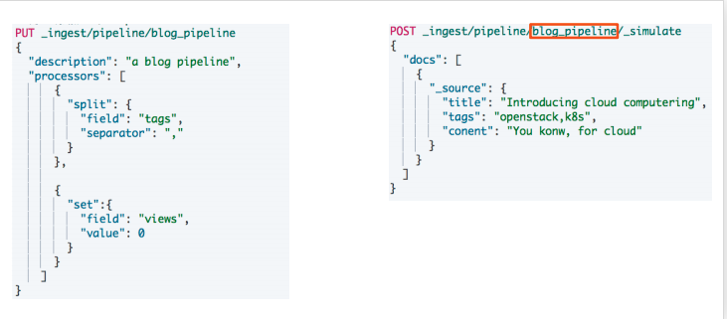 PUT _ingest/pipeline/blog_pipeline
{
  "description": "a blog pipeline",
  "processors": [
      {
        "split": {
          "field": "tags",
          "separator": ","
        }
      },

      {
        "set":{
          "field": "views",
          "value": 0
        }
      }
    ]
}
POST _ingest/pipeline/blog_pipeline/_simulate
{
  "docs": [
    {
      "_source": {
        "title": "Introducing cloud computering",
        "tags": "openstack,k8s",
        "conent": "You konw, for cloud"
      }
    }
  ]
}